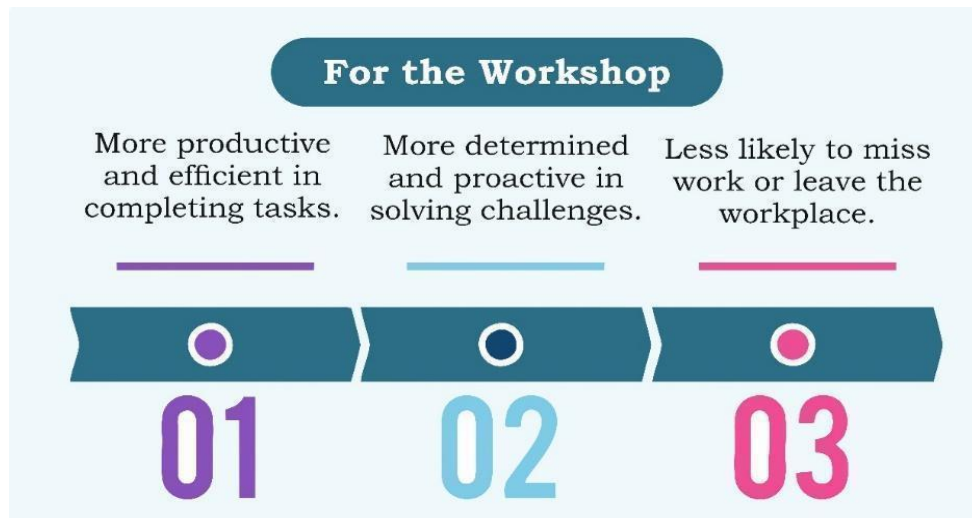 For the Workshop
More productive
and efficient in
completing tasks.
More determined
and proactive in
solving challenges.
Less likely to miss
work or leave the
workplace.
01
02
03